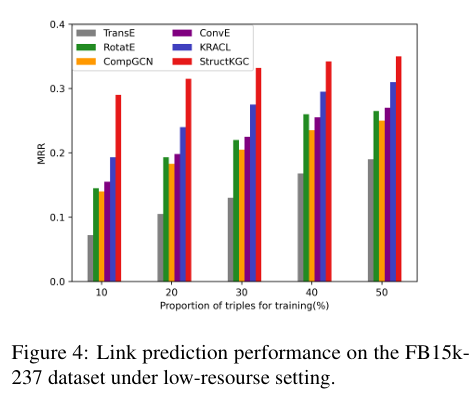 0.4
TransE
RotatE
CompGCN
ConvE
KRACL
StructKGC
0.3
0.2
0.1
0.0
MRR
10 20 30 40 50
Proportion of triples for training(%)
Figure 4: Link prediction performance on the FB15k-
237 dataset under low-resourse setting.